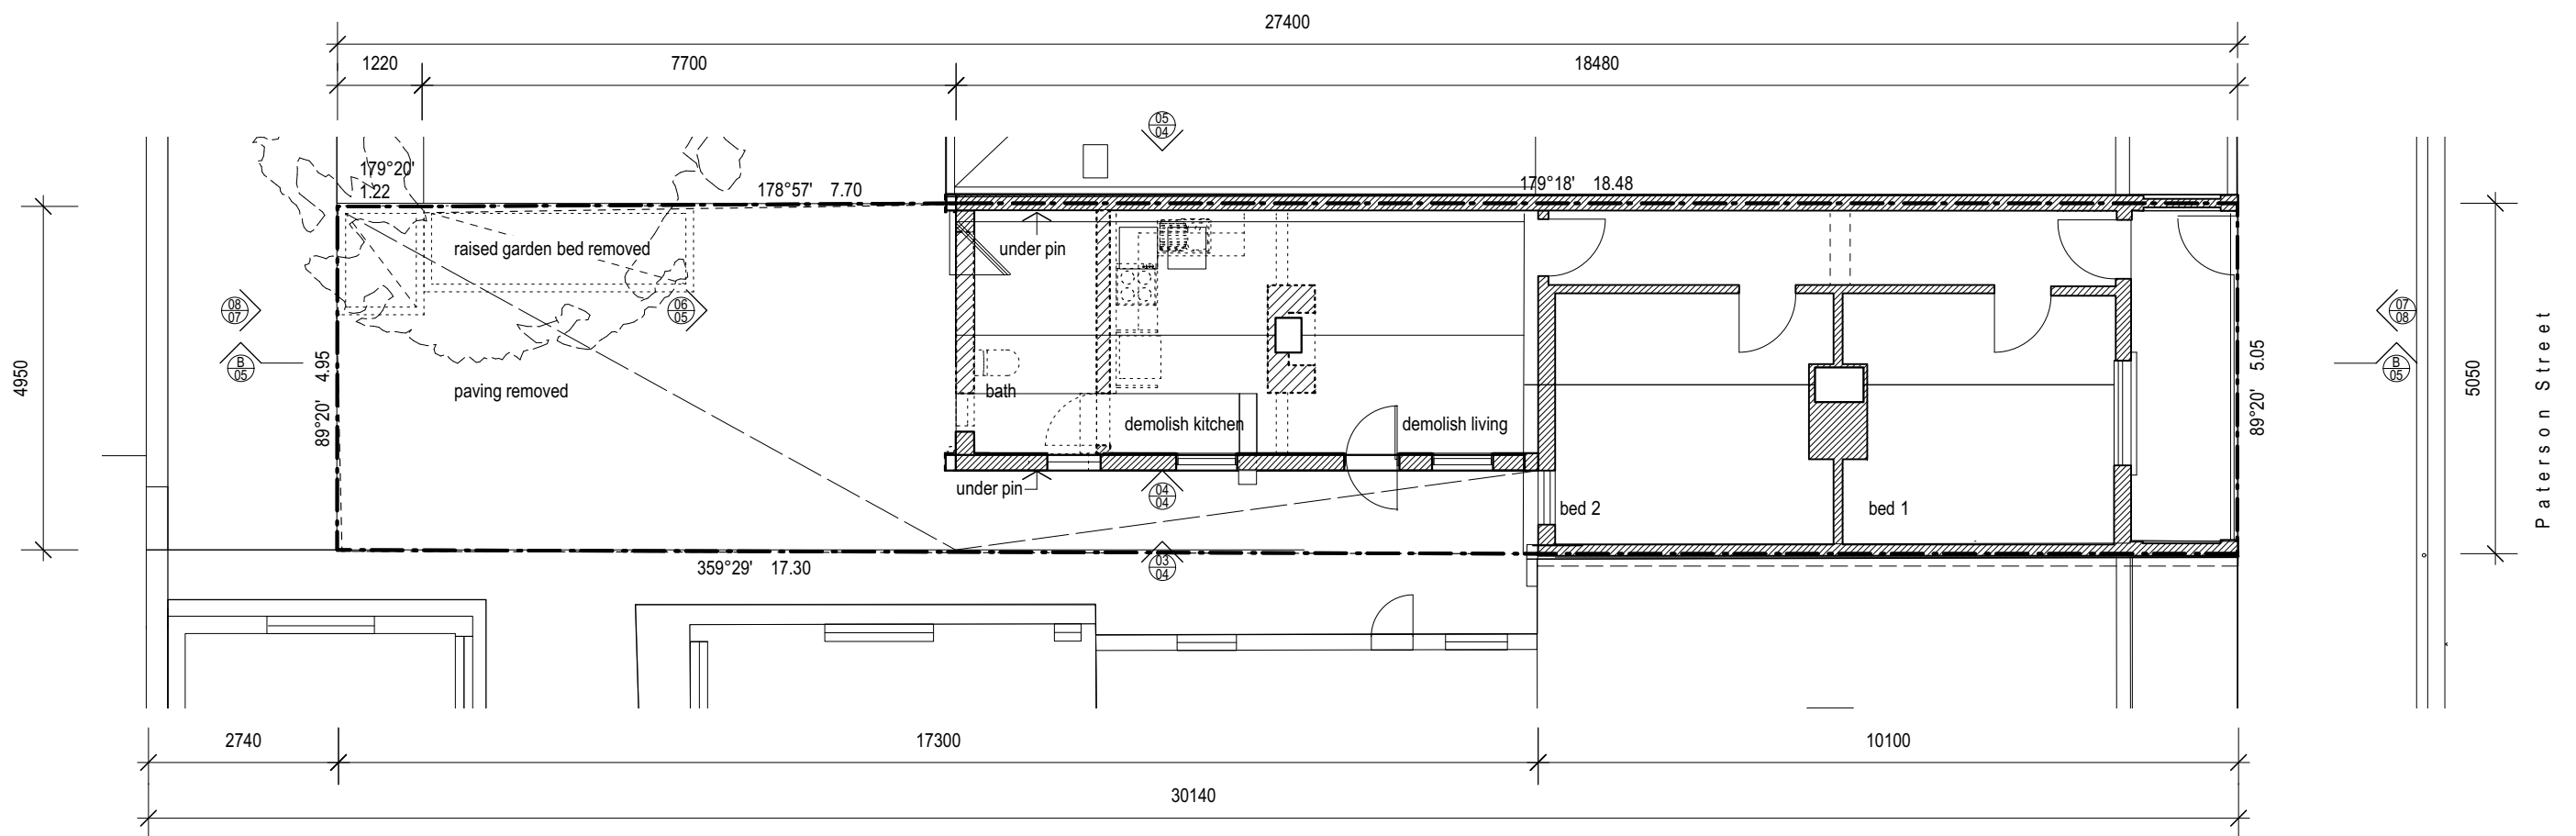 27400
1220
7700
18480
05
04
179°20'
1.22
178°57' 7.70
179°18' 18.48
raised garden bed removed
under pin
08
07
06
05
07
08
B
05
B
05
4950
89°20' 4.95
paving removed
bath
demolish kitchen
demolish living
89°20' 5.05
5050
Paterson Street
under pin
04
04
bed 2
bed 1
03
04
359°29' 17.30
2740
17300
10100
30140